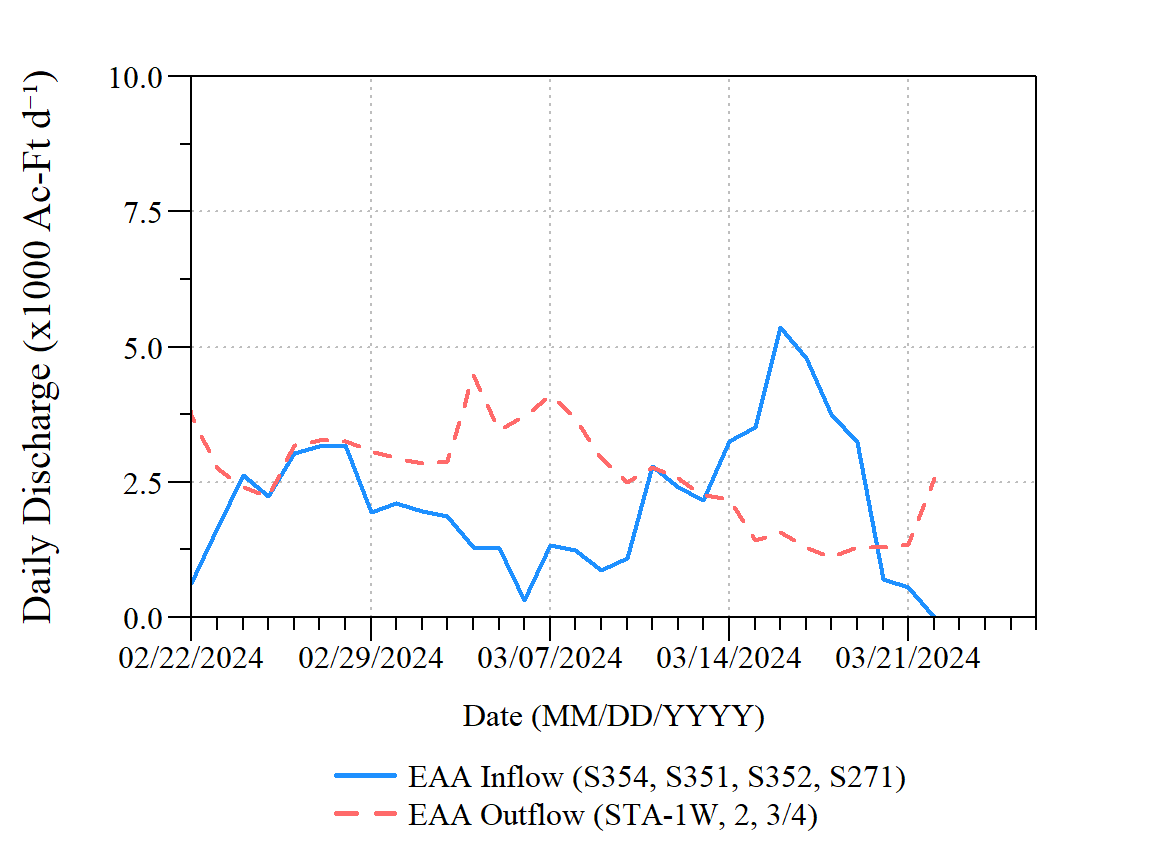 Daily Discharge (x1000 Ac-Ft d⁻¹)
10.0
7.5
5.0
2.5
0.0
02/22/2024 02/29/2024 03/07/2024 03/14/2024 03/21/2024
Date (MM/DD/YYYY)
EAA Inflow (S354, S351, S352, S271)
EAA Outflow (STA-1W, 2, 3/4)